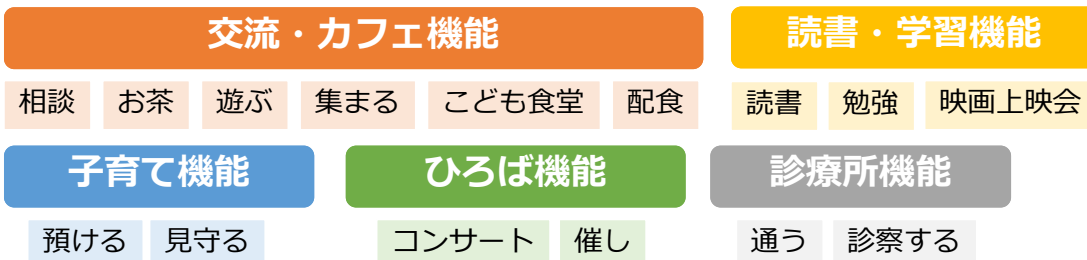 交流・カフェ機能 読書・学習機能
相談 お茶 遊ぶ 集まる こども食堂 配食 読書 勉強 映画上映会
子育て機能 ひろば機能 診療所機能
預ける 見守る コンサート 催し 通う 診察する